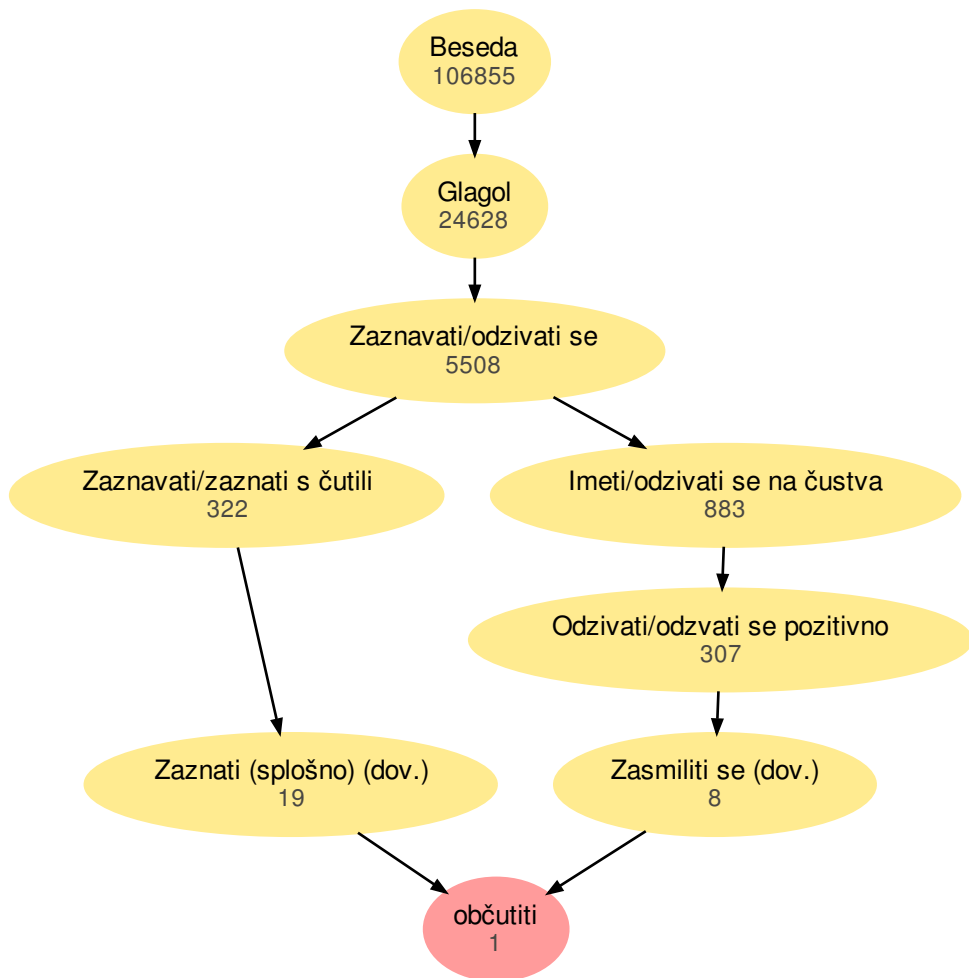 Beseda
106855
Glagol
24628
Zaznavati/odzivati se
5508
Zaznavati/zaznati s čutili
322
Imeti/odzivati se na čustva
883
Odzivati/odzvati se pozitivno
307
Zaznati (splošno) (dov.)
19
Zasmiliti se (dov.)
8
občutiti
1